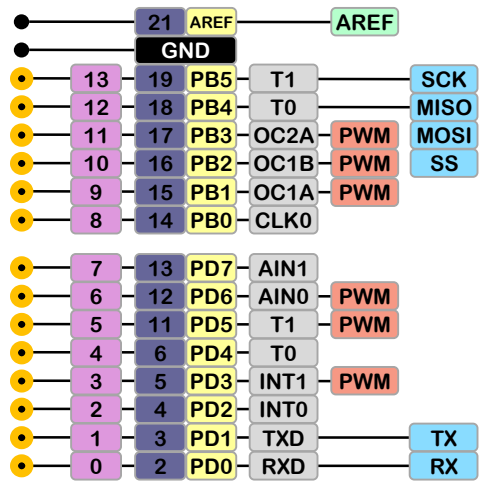 21 AREF AREF
GND
13 19 PB5 T1 SCK
12 18 PB4 T0 MISO
11 17 PB3 OC2A PWM MOSI
10 16 PB2 OC1B PWM SS
9 15 PB1 OC1A PWM
8 14 PB0 CLK0
7 13 PD7 AIN1
6 12 PD6 AIN0 PWM
5 11 PD5 T1 PWM
4 6 PD4 T0
3 5 PD3 INT1 PWM
2 4 PD2 INT0
1 3 PD1 TXD TX
0 2 PD0 RXD RX